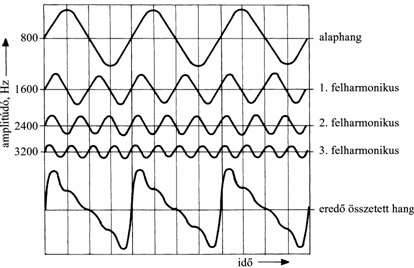 800
alaphang
1600
1. felharmonikus
2400
2. felharmonikus
3200
3. felharmonikus
amplitúdó, Hz
eredő összetett hang
idő